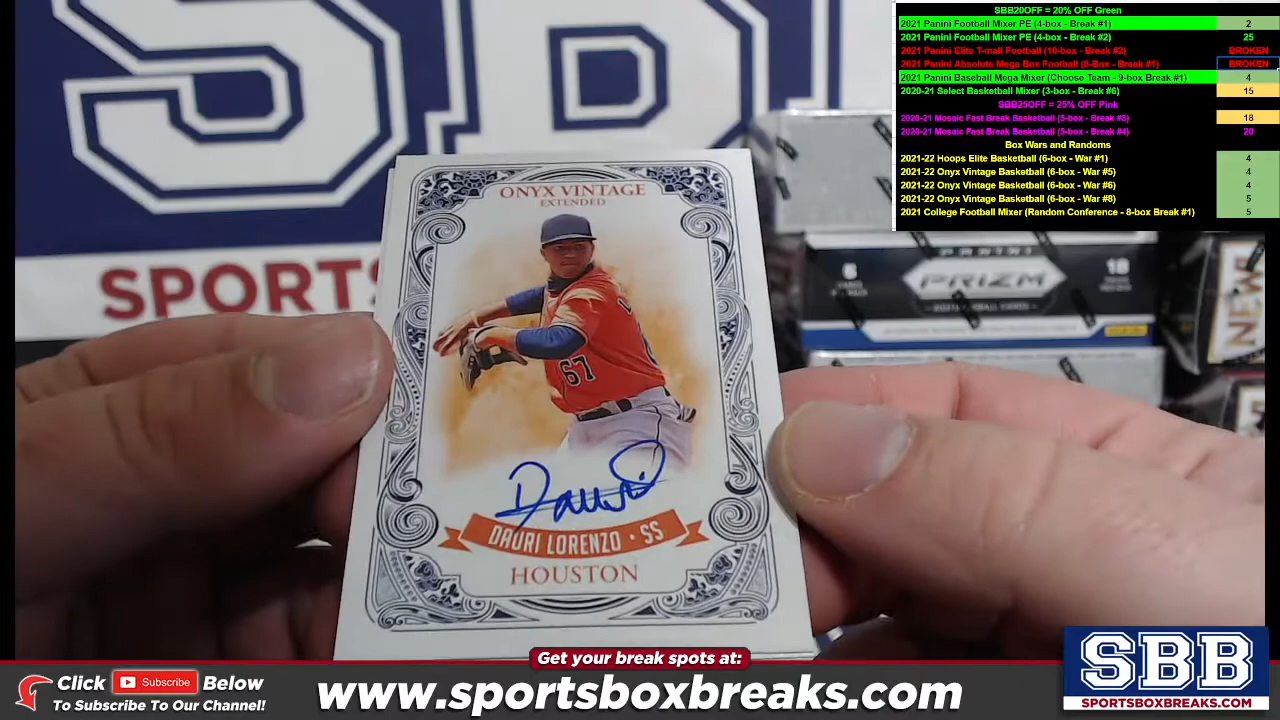 SBB20OFF = 20% OFF Green
2021 Panini Football Mixer PE (4-box - Break #1) 2
2021 Panini Football Mixer PE (4-box - Break #2) 25
2021 Panini Elite T-mall Football (10-box - Break #2) BROKEN
2021 Panini Absolute Mega Box Football (8-Box - Break #1) BROKEN
2021 Panini Baseball Mega Mixer (Choose Team - 9-box Break #1) 4
2020-21 Select Basketball Mixer (3-box - Break #6) 15
SBB25OFF = 25% OFF Pink
2020-21 Mosaic Fast Break Basketball (5-box - Break #3) 18
2020-21 Mosaic Fast Break Basketball (5-box - Break #4) 20
Box Wars and Randoms
2021-22 Hoops Elite Basketball (6-box - War #1) 4
2021-22 Onyx Vintage Basketball (6-box - War #5) 4
2021-22 Onyx Vintage Basketball (6-box - War #6) 4
2021-22 Onyx Vintage Basketball (6-box - War #8) 5
2021 College Football Mixer (Random Conference - 8-box Break #1) 5
SPORTS
ONYX VINTAGE
EXTENDED
67
Dauri
DAURI LORENZO · SS
HOUSTON
PANINI
PRIZM
NEW
Get your break spots at:
Click Subscribe Below
To Subscribe To Our Channel!
www.sportsboxbreaks.com
SBB
SPORTSBOXBREAKS.COM